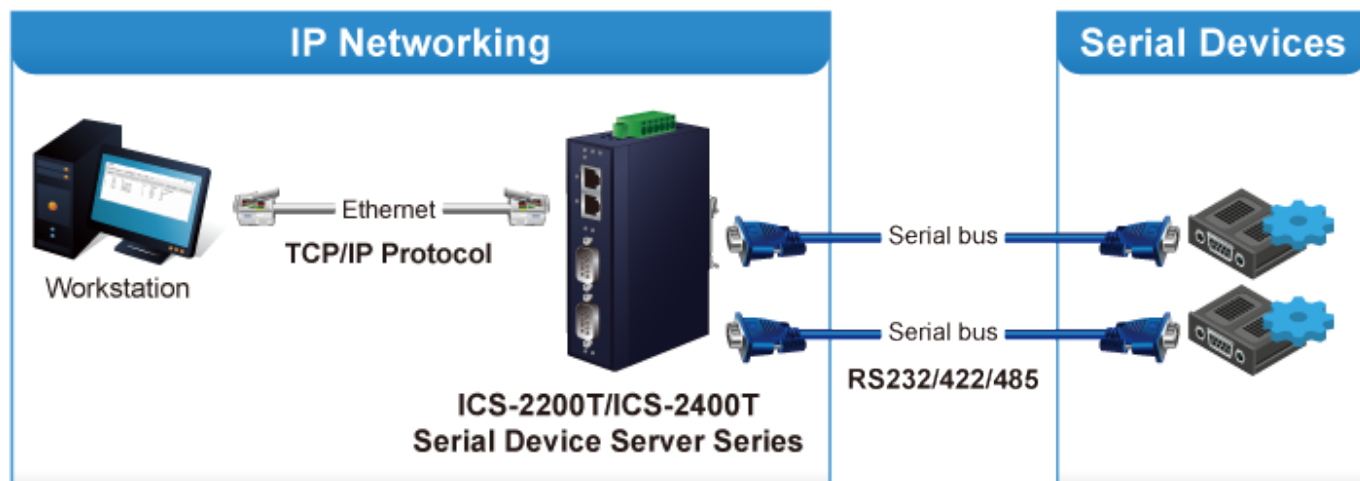 IP Networking
Serial Devices
Ethernet
TCP/IP Protocol
Workstation
Serial bus
Serial bus
RS232/422/485
ICS-2200T/ICS-2400T
Serial Device Server Series